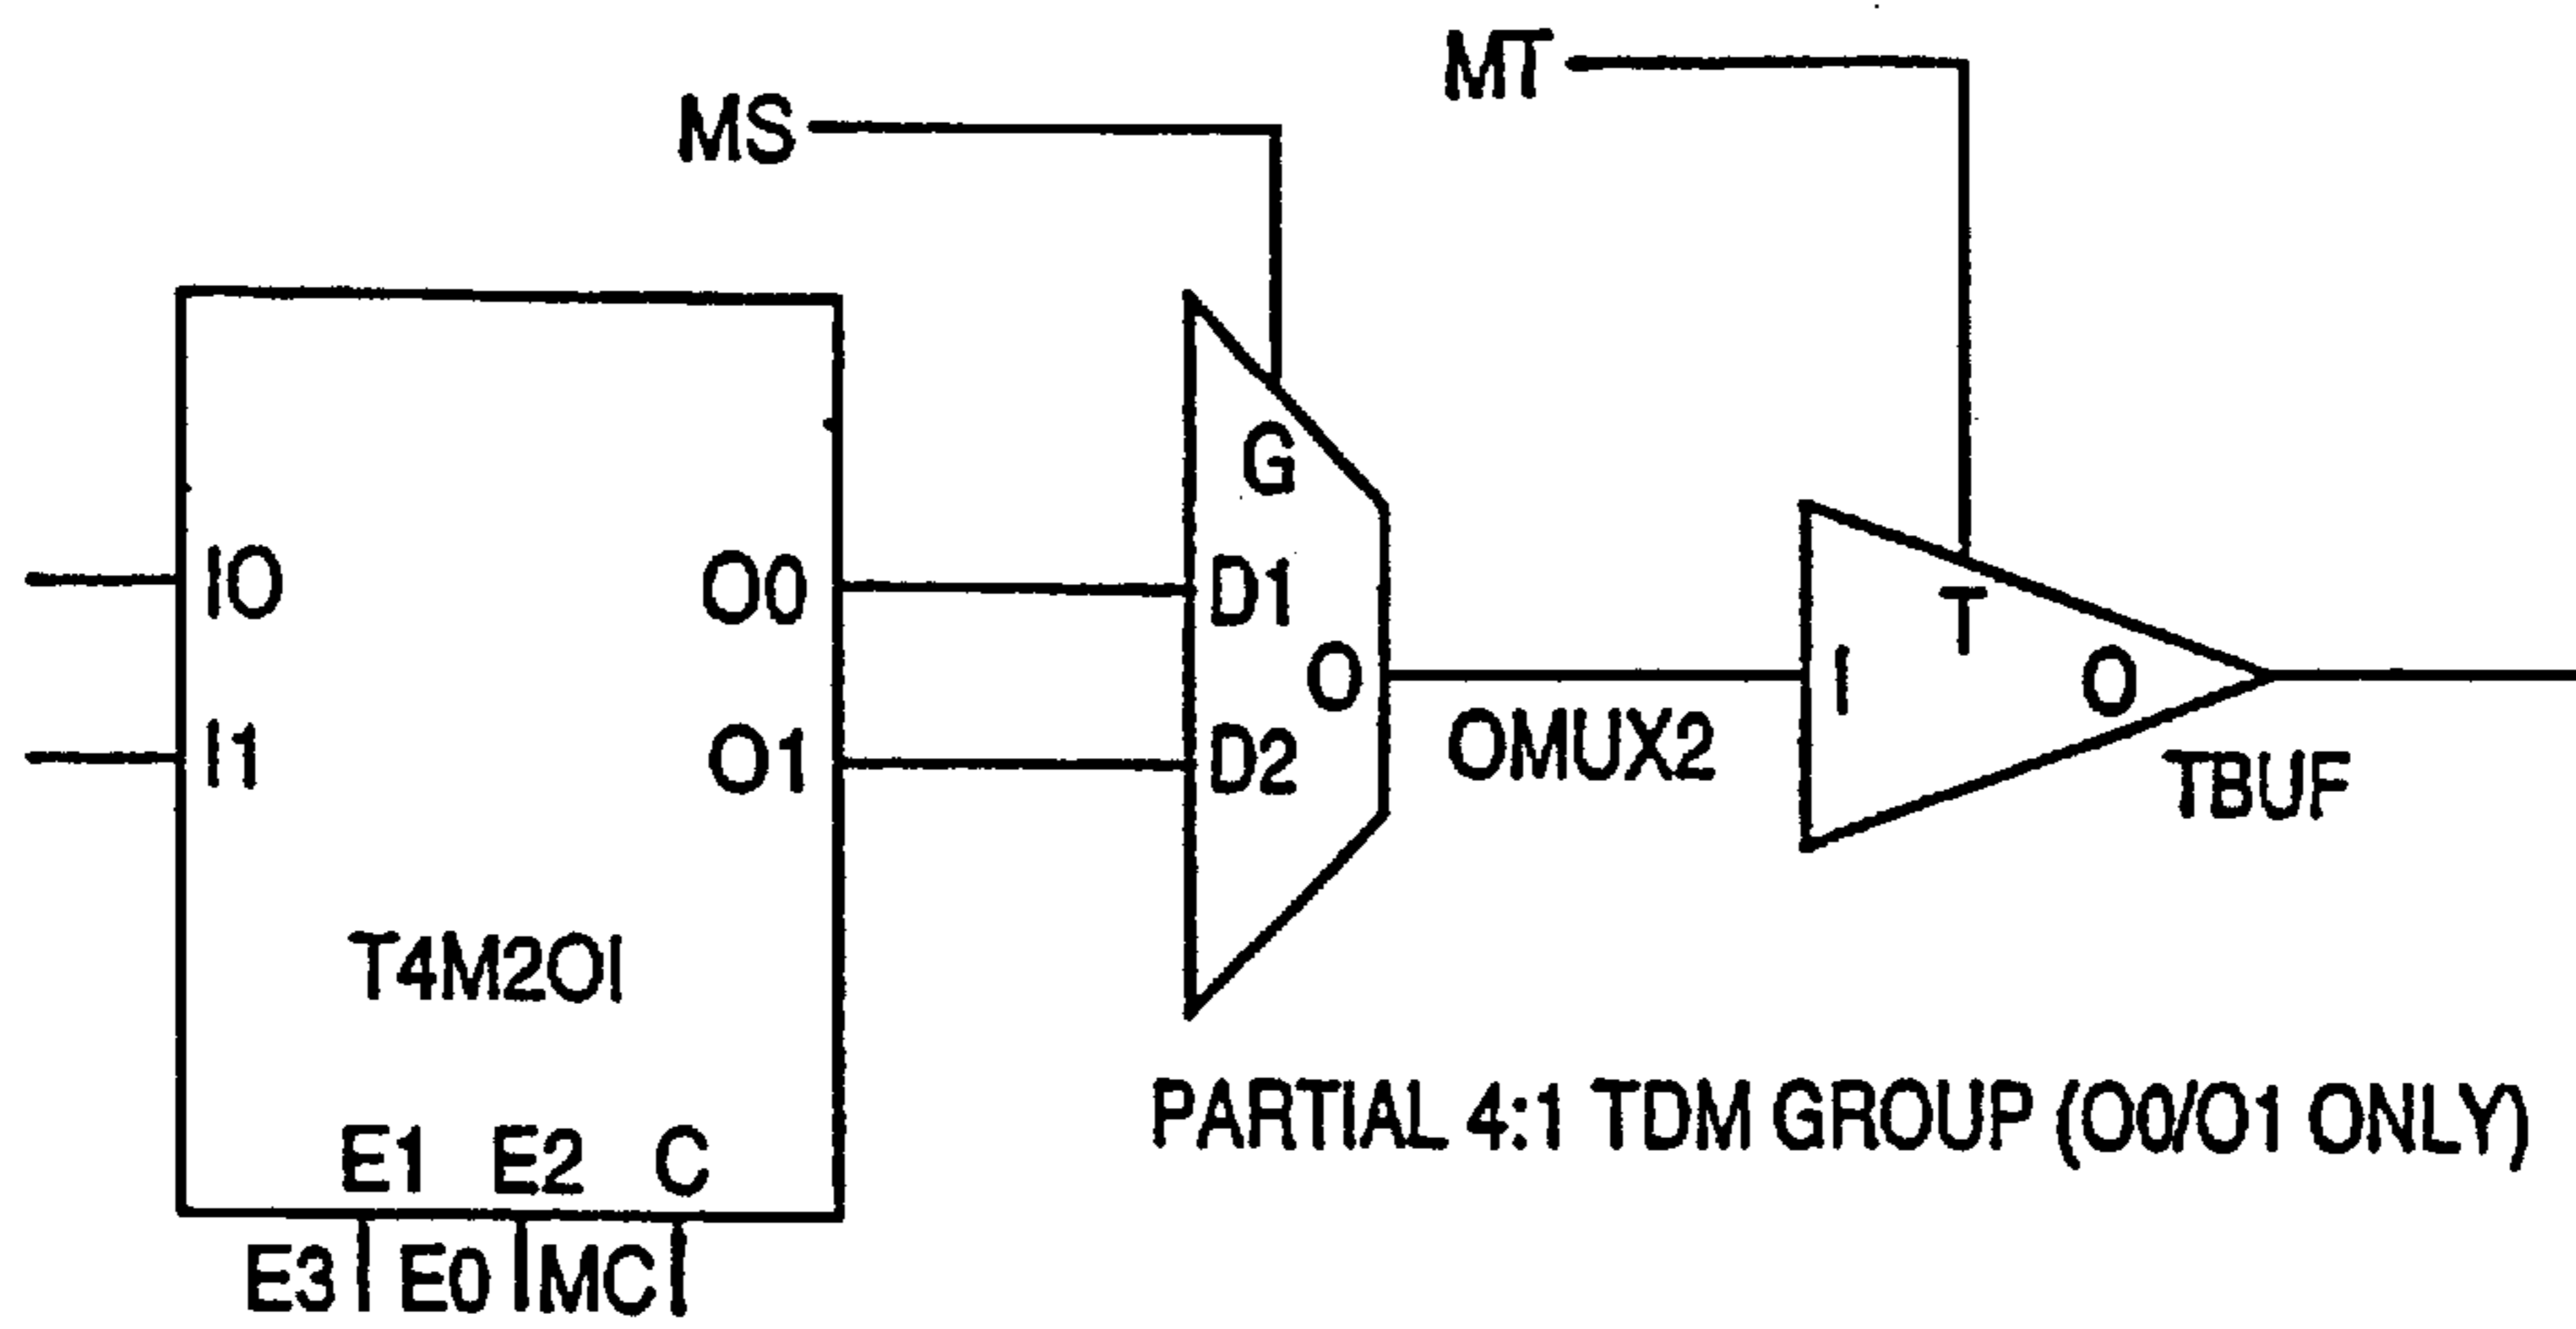 MT
MS
G
IO
O0
D1
T
O
I
O
I1
O1
D2
OMUX2
TBUF
T4M2OI
PARTIAL 4:1 TDM GROUP (O0/O1 ONLY)
E1 E2 C
E3 E0 MC